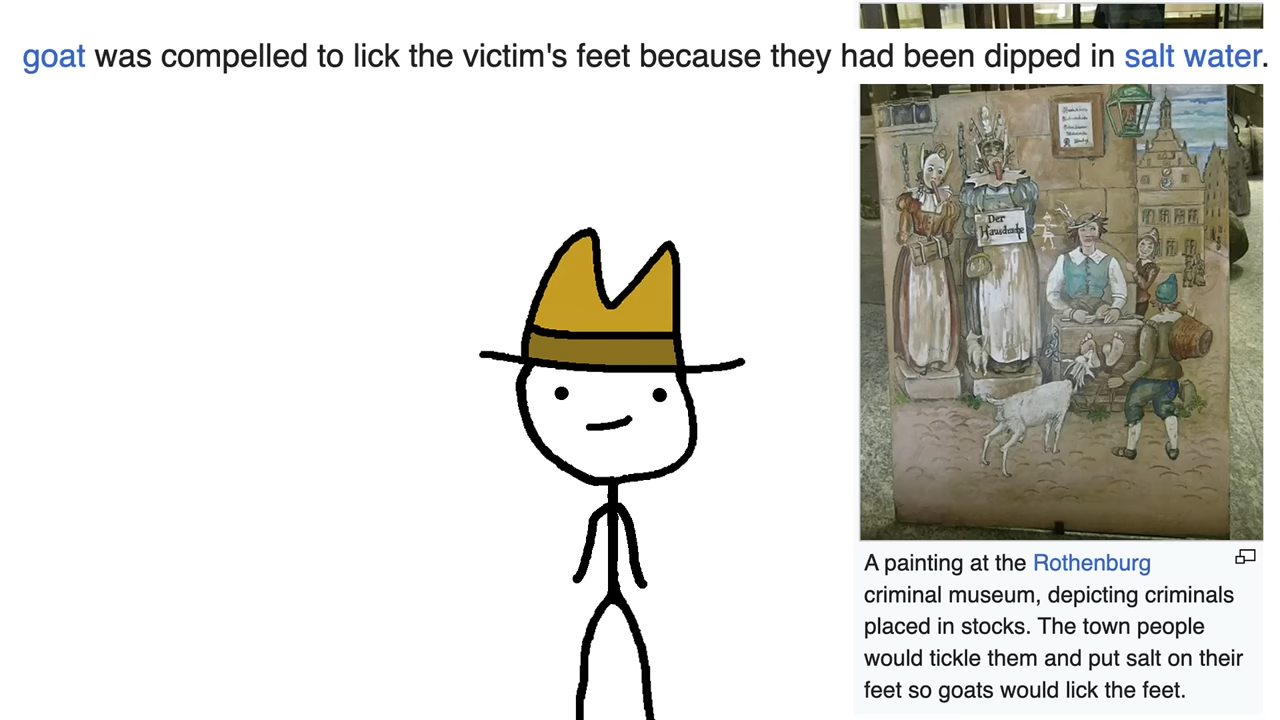 goat was compelled to lick the victim's feet because they had been dipped in salt water.
Der
Hausdrache
A painting at the Rothenburg
criminal museum, depicting criminals
placed in stocks. The town people
would tickle them and put salt on their
feet so goats would lick the feet.